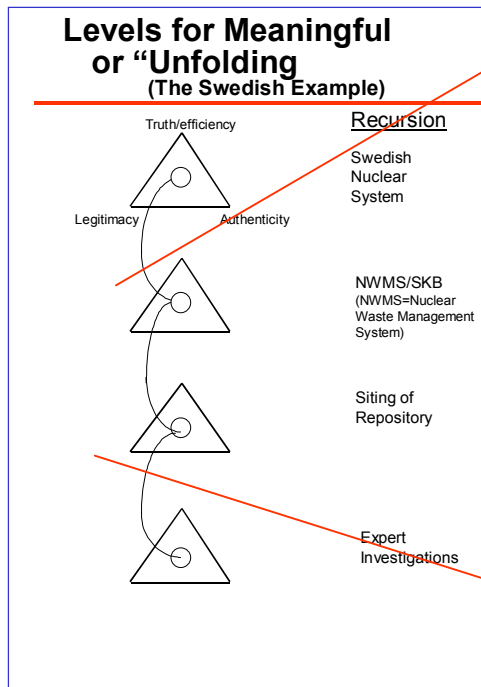 Levels for Meaningful
or “Unfolding
(The Swedish Example)
Truth/efficiency
Recursion
Swedish
Nuclear
System
Legitimacy
Authenticity
NWMS/SKB
(NWMS=Nuclear
Waste Management
System)
Siting of
Repository
Expert
Investigations